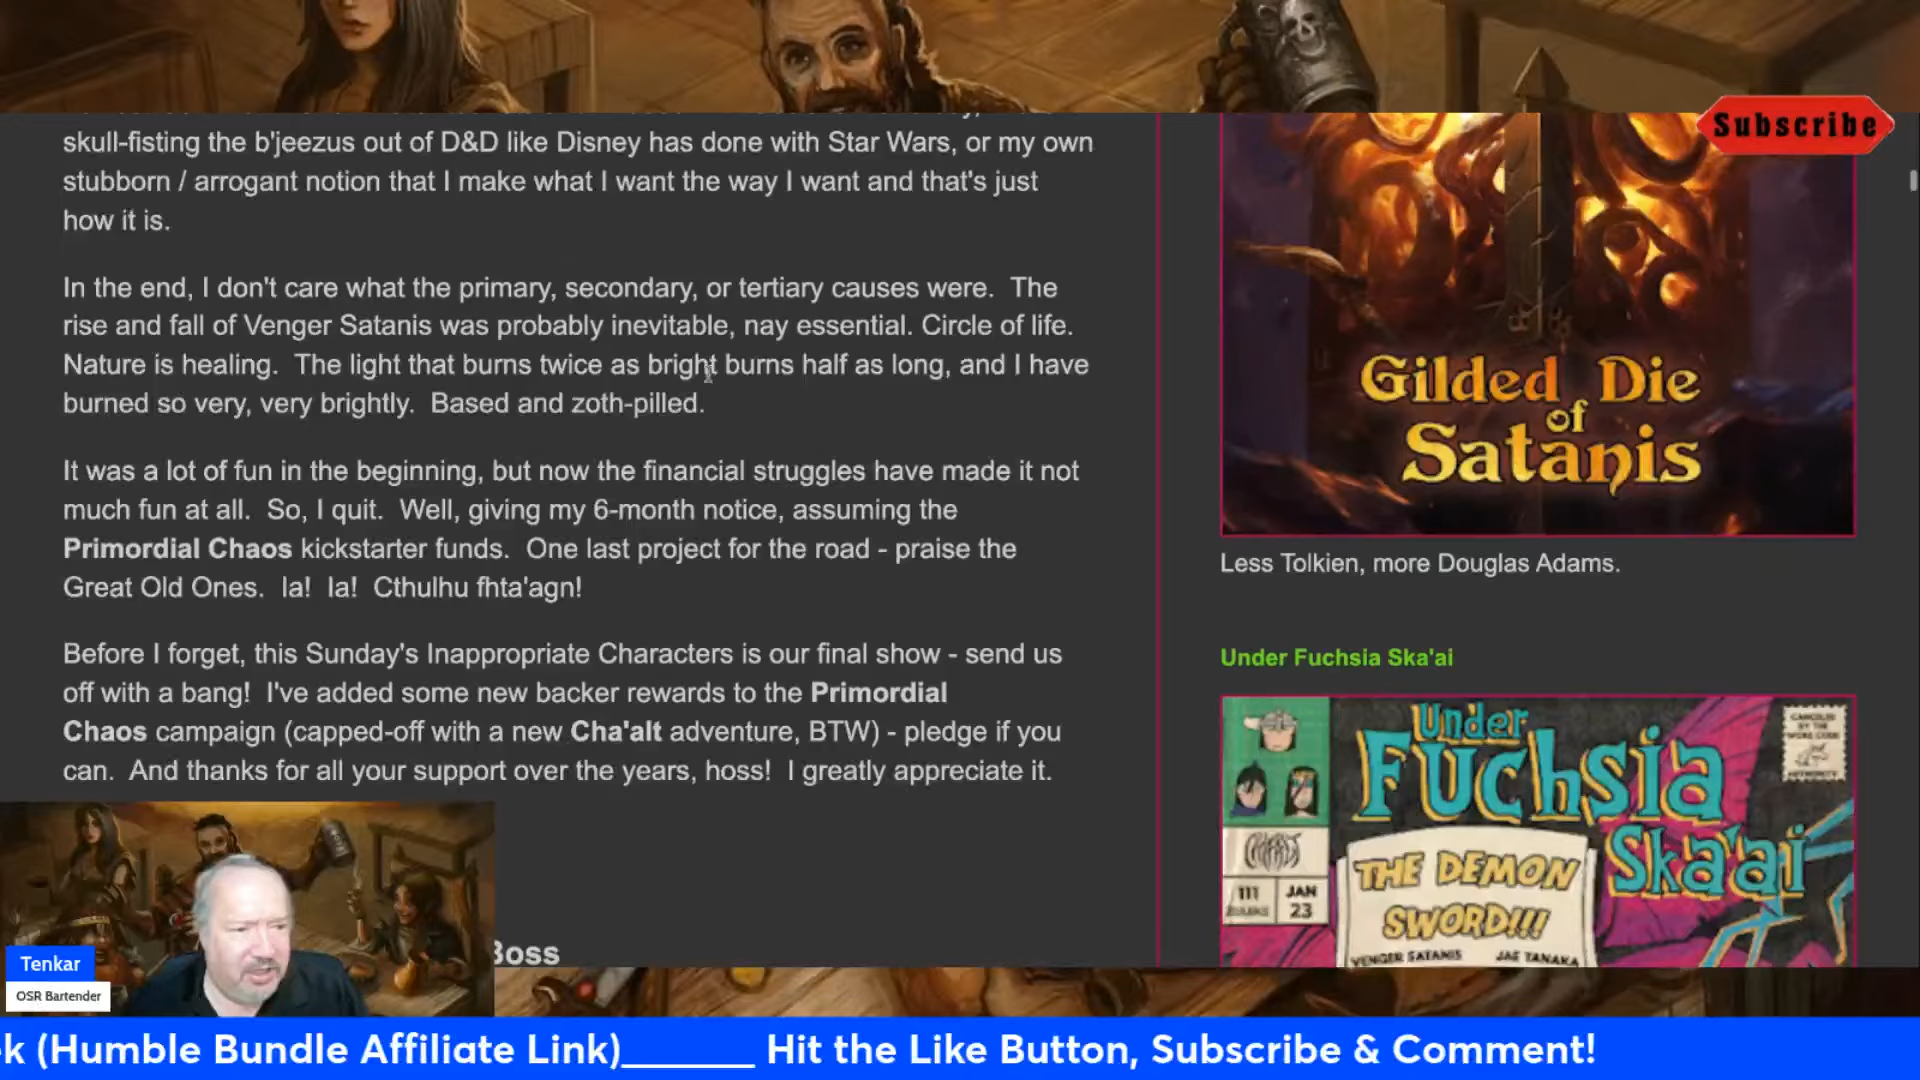 Subscribe
skull-fisting the b'jeezus out of D&D like Disney has done with Star Wars, or my own
stubborn / arrogant notion that I make what I want the way I want and that's just
how it is.
In the end, I don't care what the primary, secondary, or tertiary causes were.  The
rise and fall of Venger Satanis was probably inevitable, nay essential. Circle of life.
Nature is healing.  The light that burns twice as bright burns half as long, and I have
burned so very, very brightly.  Based and zoth-pilled.
It was a lot of fun in the beginning, but now the financial struggles have made it not
much fun at all.  So, I quit.  Well, giving my 6-month notice, assuming the
Primordial Chaos kickstarter funds.  One last project for the road - praise the
Great Old Ones.  Ia!  Ia!  Cthulhu fhta'agn!
Before I forget, this Sunday's Inappropriate Characters is our final show - send us
off with a bang!  I've added some new backer rewards to the Primordial
Chaos campaign (capped-off with a new Cha'alt adventure, BTW) - pledge if you
can.  And thanks for all your support over the years, hoss!  I greatly appreciate it.
Boss
Gilded Die
of
Satanis
Less Tolkien, more Douglas Adams.
Under Fuchsia Ska'ai
Under
Fuchsia
Ska'ai
111
JAN
23
THE DEMON
SWORD!!!
VENGER SATANIS
JAE TANAKA
Tenkar
OSR Bartender
k (Humble Bundle Affiliate Link)______ Hit the Like Button, Subscribe & Comment!